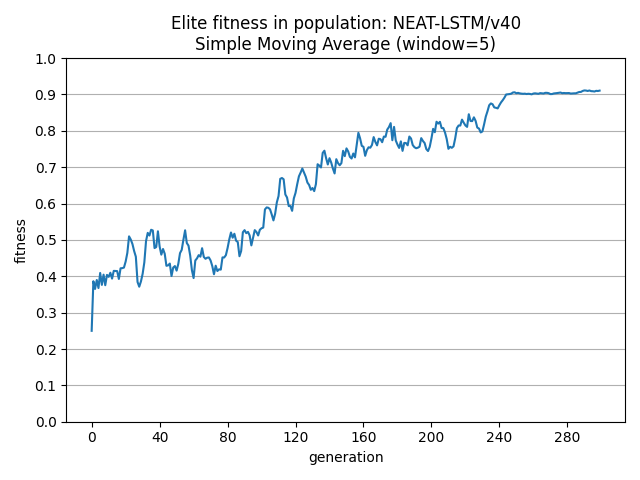 Elite fitness in population: NEAT-LSTM/v40
Simple Moving Average (window=5)
1.0
0.9
0.8
0.7
0.6
0.5
0.4
0.3
0.2
0.1
0.0
fitness
0 40 80 120 160 200 240 280
generation